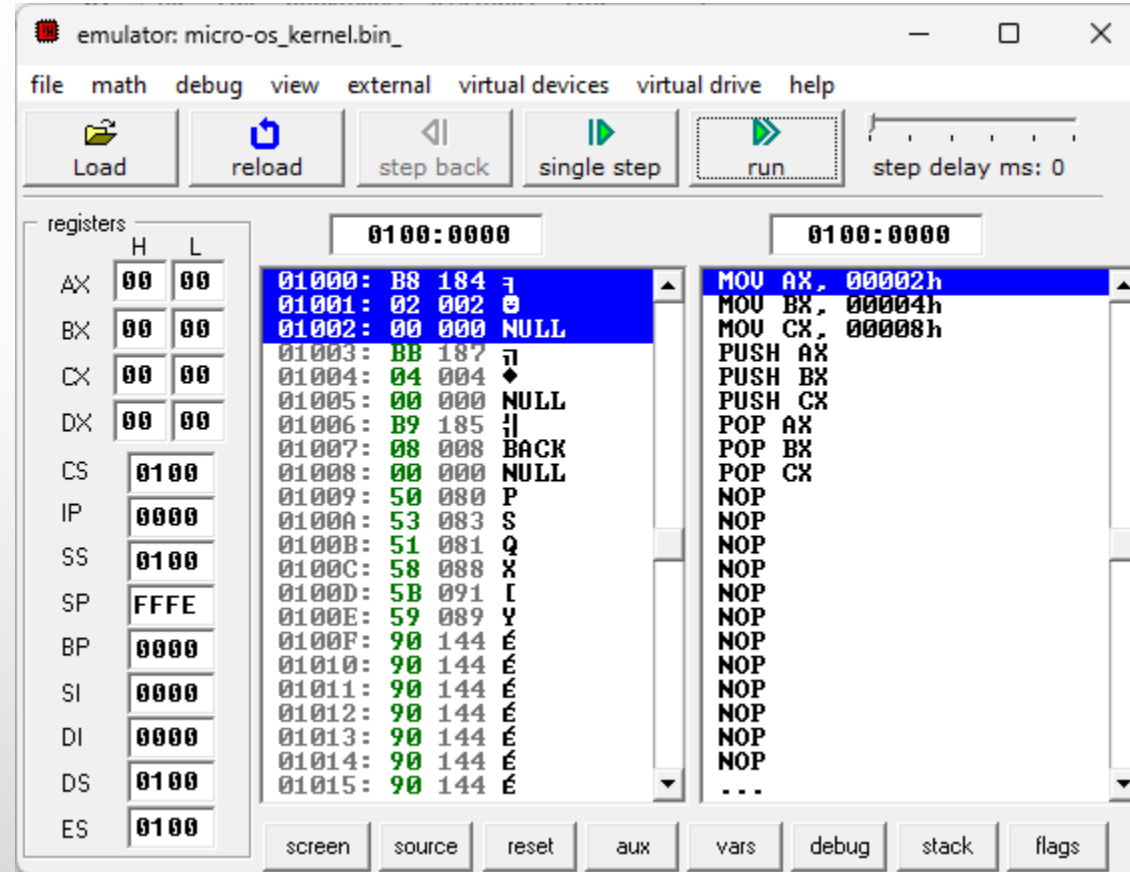 emulator: micro-os_kernel.bin_
file math debug view external virtual devices virtual drive help
Load reload step back single step run step delay ms: 0
registers
H L
AX 00 00
BX 00 00
CX 00 00
DX 00 00
CS 0100
IP 0000
SS 0100
SP FFFE
BP 0000
SI 0000
DI 0000
DS 0100
ES 0100
0100:0000
01000: B8 184 ╕
01001: 02 002 ☻
01002: 00 000 NULL
01003: BB 187 ╗
01004: 04 004 ♦
01005: 00 000 NULL
01006: B9 185 ╣
01007: 08 008 BACK
01008: 00 000 NULL
01009: 50 080 P
0100A: 53 083 S
0100B: 51 081 Q
0100C: 58 088 X
0100D: 5B 091 [
0100E: 59 089 Y
0100F: 90 144 É
01010: 90 144 É
01011: 90 144 É
01012: 90 144 É
01013: 90 144 É
01014: 90 144 É
01015: 90 144 É
0100:0000
MOV AX, 00002h
MOV BX, 00004h
MOV CX, 00008h
PUSH AX
PUSH BX
PUSH CX
POP AX
POP BX
POP CX
NOP
NOP
NOP
NOP
NOP
NOP
NOP
NOP
NOP
NOP
NOP
NOP
...
screen source reset aux vars debug stack flags